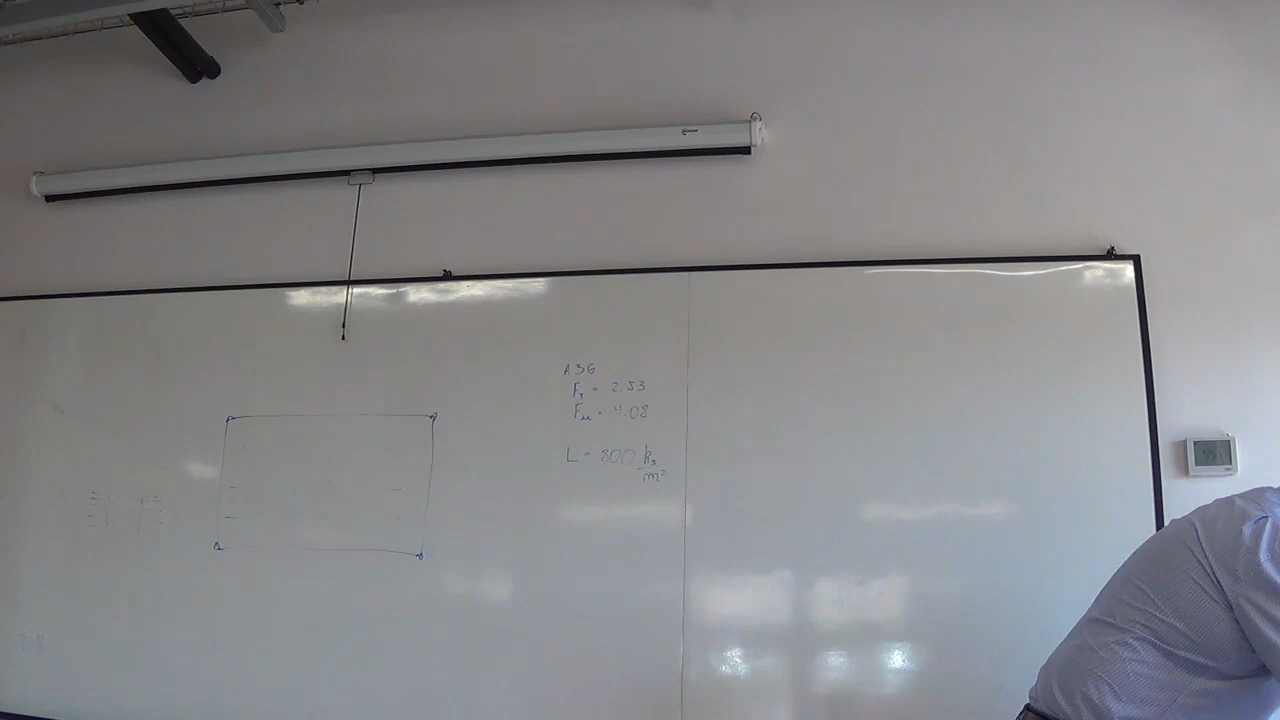 A36
Fy = 2.53
Fu = 4.08
L = 800 kg/m²